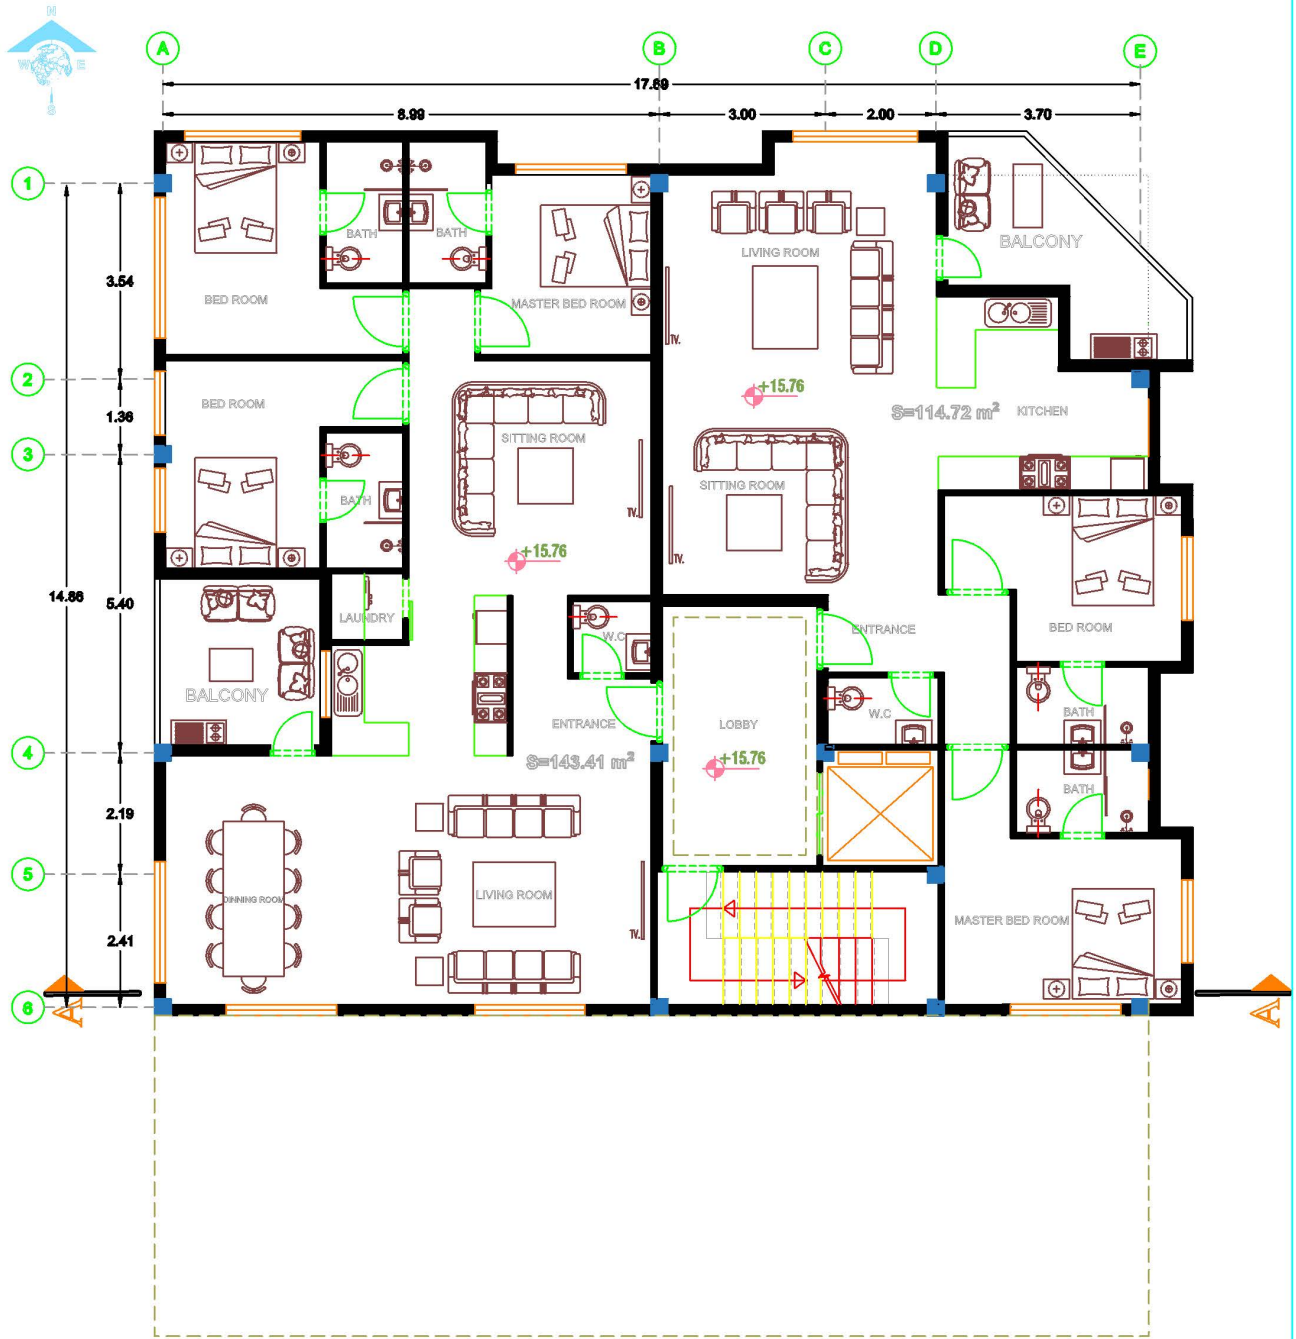 N
W E
S
A B C D E
17.69
8.99 3.00 2.00 3.70
1
2
3
4
5
6
3.54
1.36
14.86
5.40
2.19
2.41
BATH
BATH
BED ROOM
MASTER BED ROOM
LIVING ROOM
BALCONY
TV.
+15.76
S=114.72 m²
KITCHEN
BED ROOM
SITTING ROOM
TV.
SITTING ROOM
TV.
BATH
+15.76
LAUNDRY
W.C
ENTRANCE
BED ROOM
BALCONY
ENTRANCE
LOBBY
W.C
BATH
S=143.41 m²
+15.76
BATH
DINNING ROOM
LIVING ROOM
TV.
MASTER BED ROOM
A
A